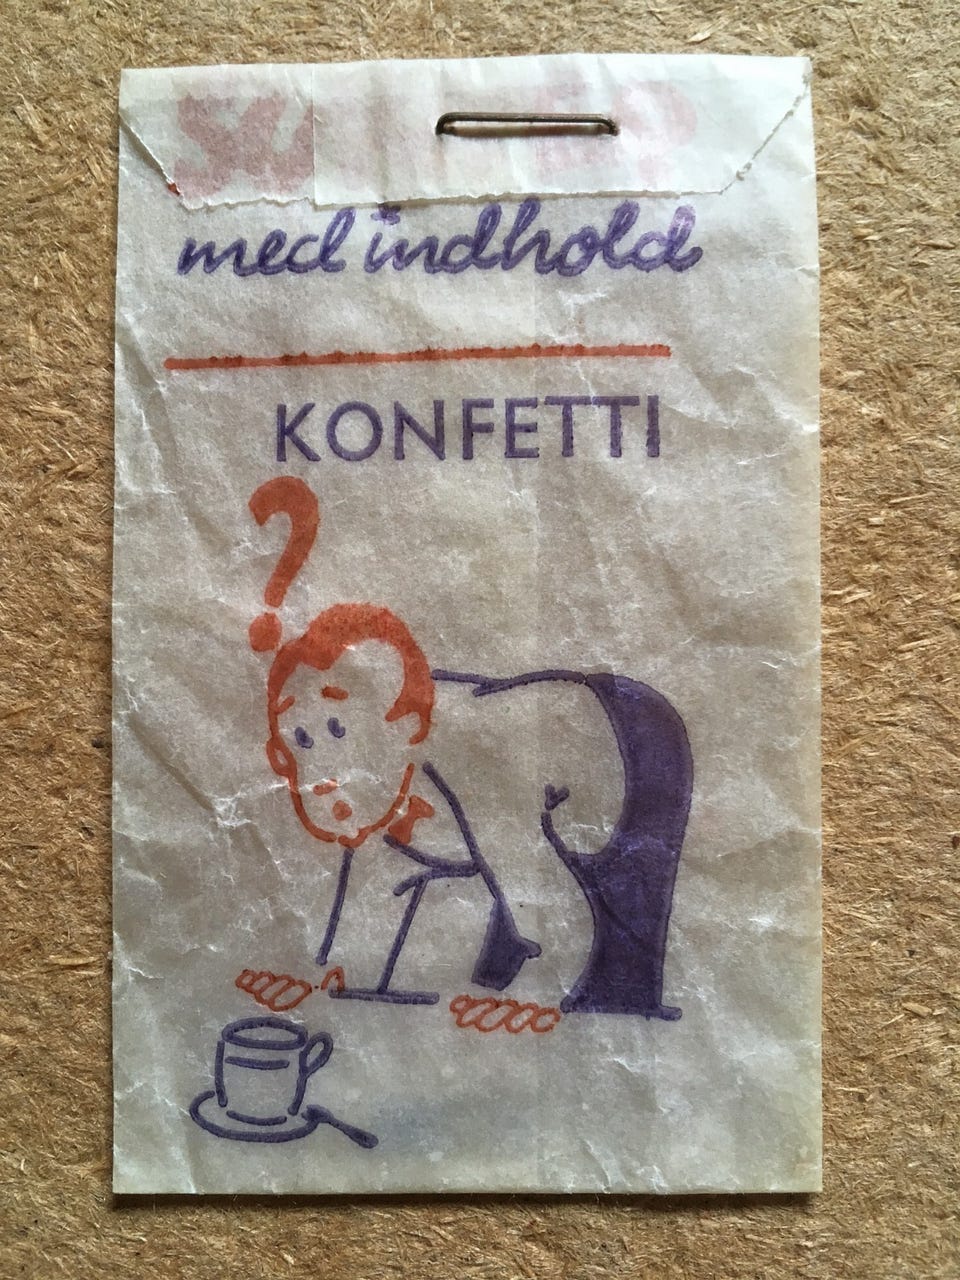 med indhold
KONFETTI
?